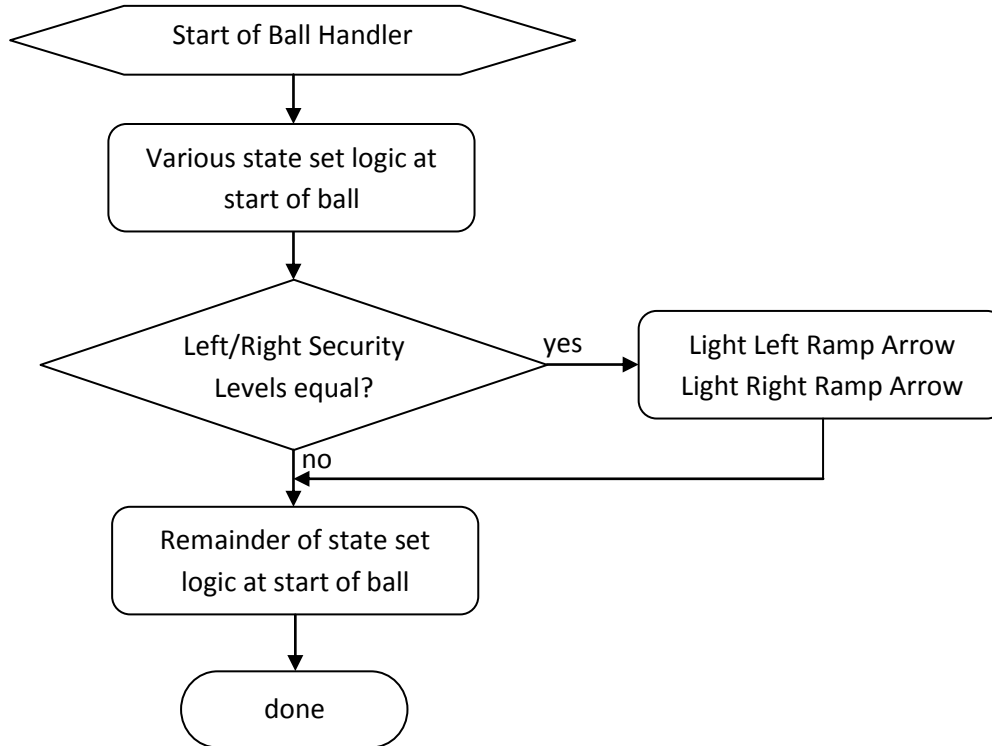 Start of Ball Handler
Various state set logic at
start of ball
Left/Right Security
Levels equal?
yes
Light Left Ramp Arrow
Light Right Ramp Arrow
no
Remainder of state set
logic at start of ball
done